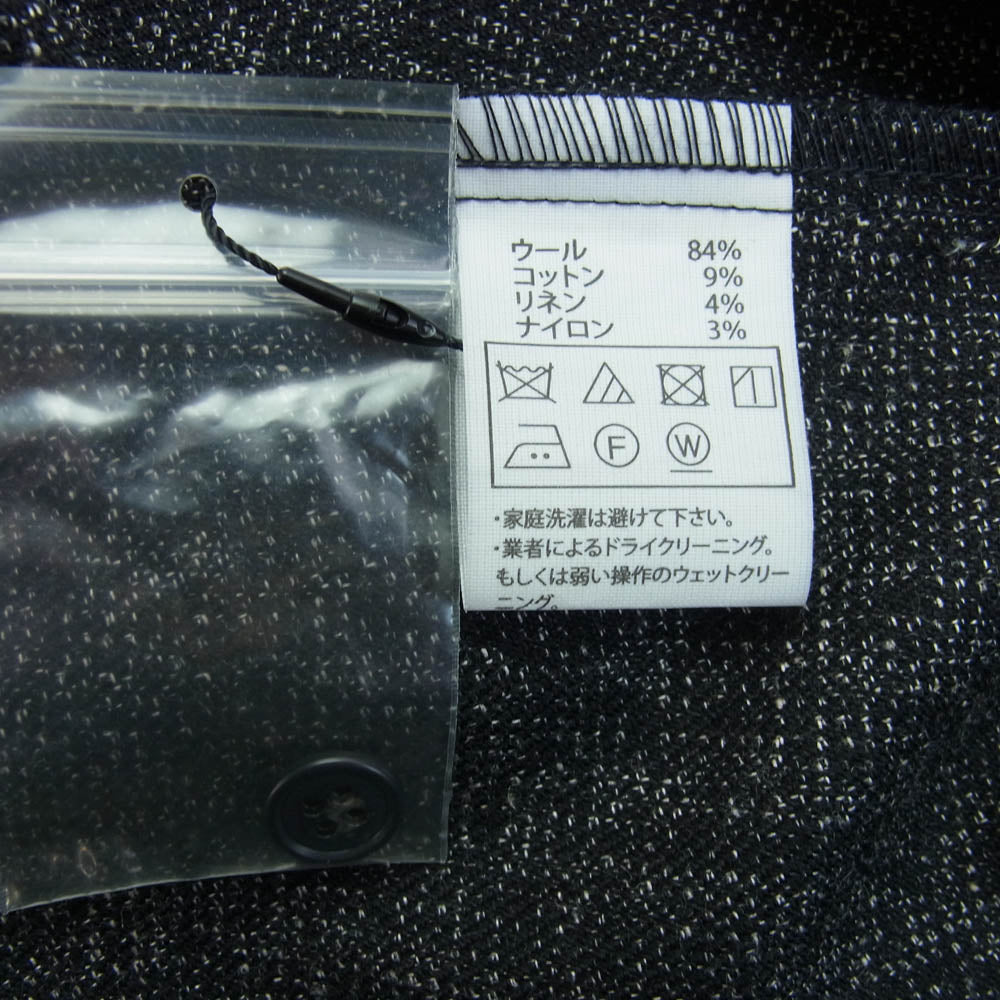 ウール 84%
コットン 9%
リネン 4%
ナイロン 3%
F W
・家庭洗濯は避けて下さい。
・業者によるドライクリーニング。
もしくは弱い操作のウェットクリー
ニング。